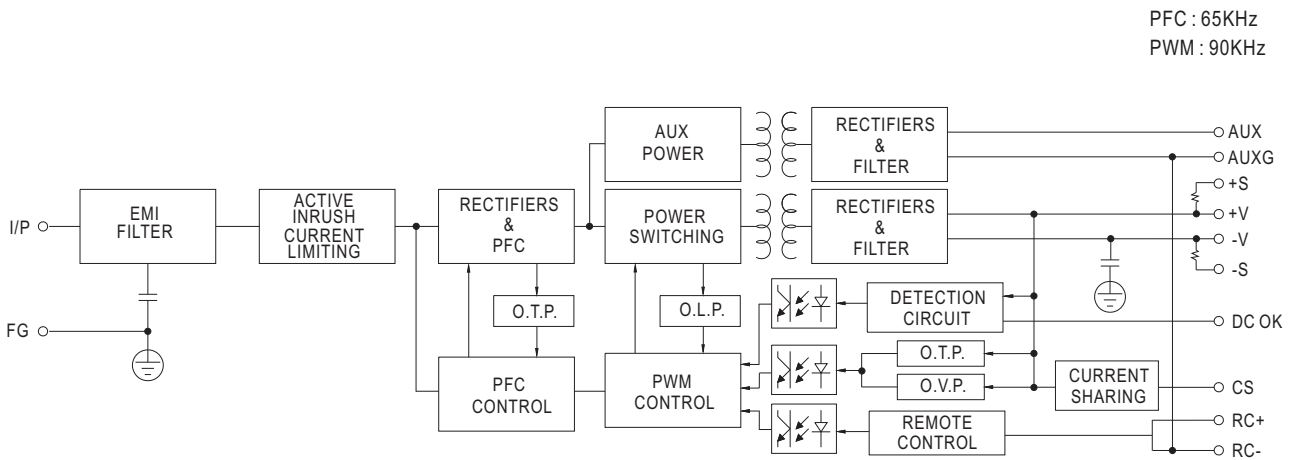 PFC : 65KHz
PWM : 90KHz
AUX
POWER
RECTIFIERS
&
FILTER
AUX
AUXG
+S
+V
-V
-S
I/P
EMI
FILTER
ACTIVE
INRUSH
CURRENT
LIMITING
RECTIFIERS
&
PFC
POWER
SWITCHING
RECTIFIERS
&
FILTER
FG
O.T.P.
O.L.P.
DETECTION
CIRCUIT
DC OK
PFC
CONTROL
PWM
CONTROL
O.T.P.
O.V.P.
CURRENT
SHARING
CS
REMOTE
CONTROL
RC+
RC-